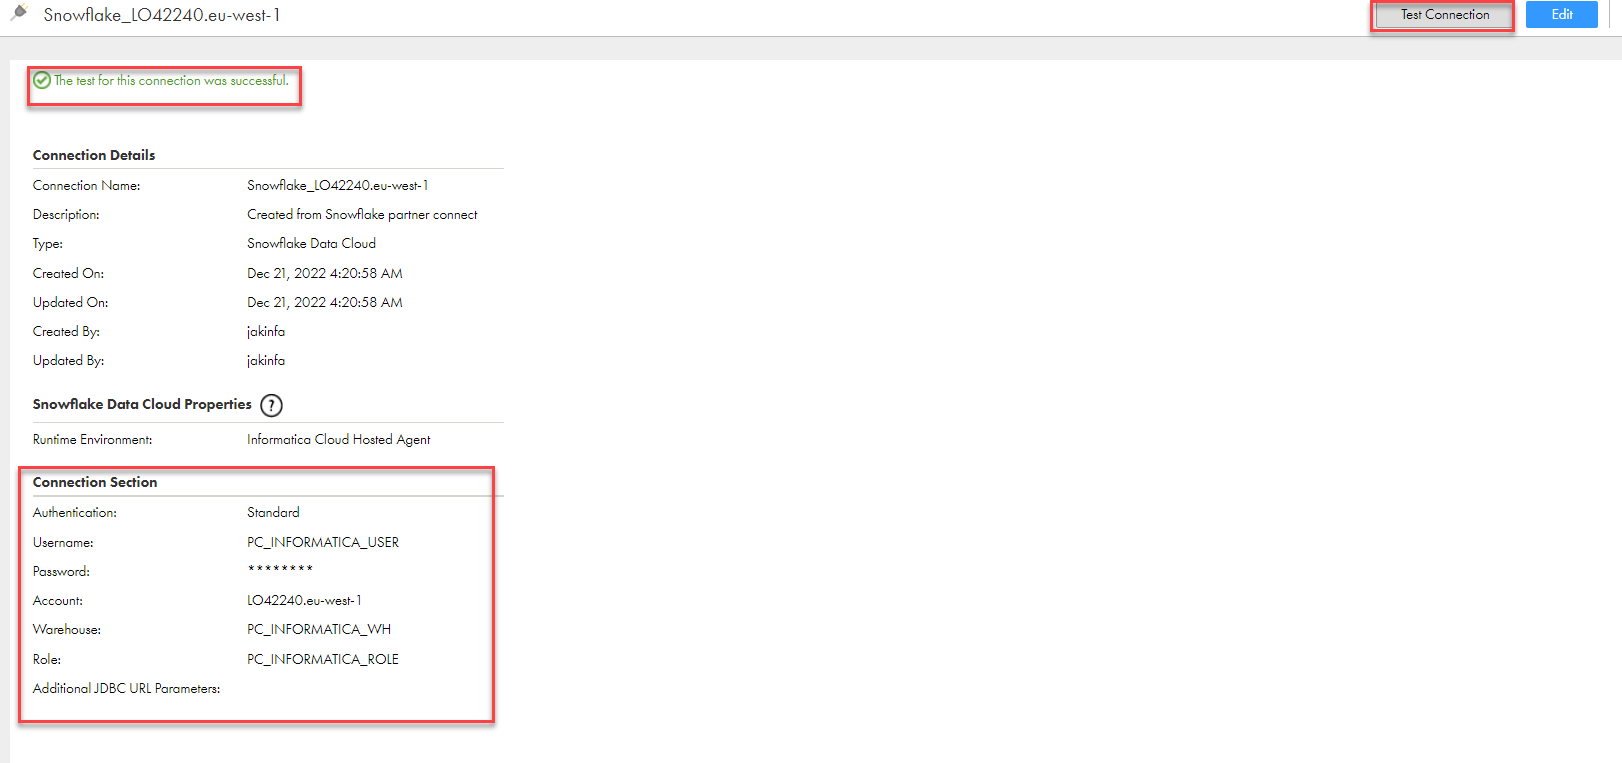 Snowflake_LO42240.eu-west-1
Test Connection
Edit
The test for this connection was successful.
Connection Details
Connection Name: Snowflake_LO42240.eu-west-1
Description: Created from Snowflake partner connect
Type: Snowflake Data Cloud
Created On: Dec 21, 2022 4:20:58 AM
Updated On: Dec 21, 2022 4:20:58 AM
Created By: jakinfa
Updated By: jakinfa
Snowflake Data Cloud Properties ?
Runtime Environment: Informatica Cloud Hosted Agent
Connection Section
Authentication: Standard
Username: PC_INFORMATICA_USER
Password: ********
Account: LO42240.eu-west-1
Warehouse: PC_INFORMATICA_WH
Role: PC_INFORMATICA_ROLE
Additional JDBC URL Parameters: